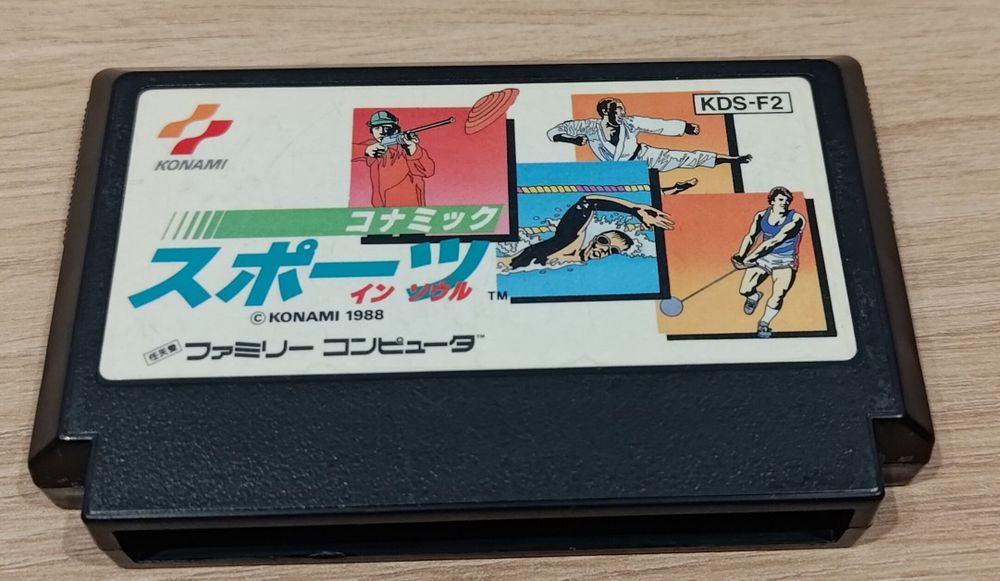 KONAMI
KDS-F2
コナミック
スポーツ
イン ソウル
TM
© KONAMI 1988
任天堂 ファミリー コンピュータ TM